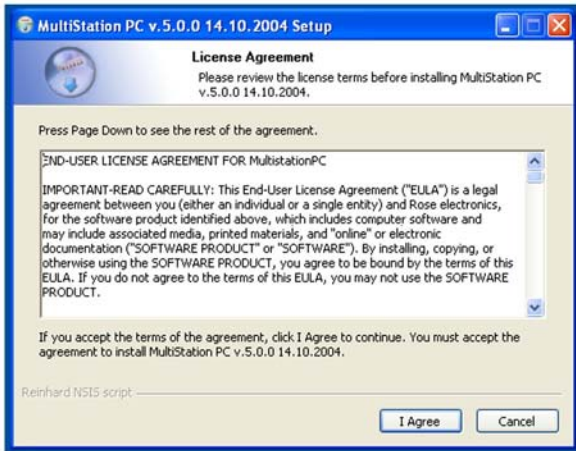 MultiStation PC v.5.0.0 14.10.2004 Setup
License Agreement
Please review the license terms before installing MultiStation PC
v.5.0.0 14.10.2004.
Press Page Down to see the rest of the agreement.
END-USER LICENSE AGREEMENT FOR MultistationPC
IMPORTANT-READ CAREFULLY: This End-User License Agreement ("EULA") is a legal
agreement between you (either an individual or a single entity) and Rose electronics,
for the software product identified above, which includes computer software and
may include associated media, printed materials, and "online" or electronic
documentation ("SOFTWARE PRODUCT" or "SOFTWARE"). By installing, copying, or
otherwise using the SOFTWARE PRODUCT, you agree to be bound by the terms of this
EULA. If you do not agree to the terms of this EULA, you may not use the SOFTWARE
PRODUCT.
If you accept the terms of the agreement, click I Agree to continue. You must accept the
agreement to install MultiStation PC v.5.0.0 14.10.2004.
Reinhard NSIS script
I Agree
Cancel